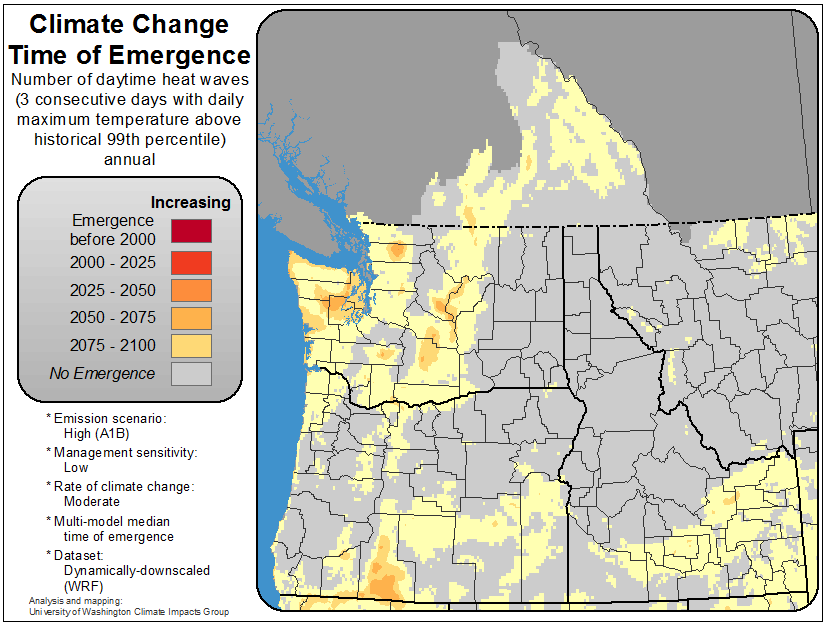 Climate Change
Time of Emergence
Number of daytime heat waves
(3 consecutive days with daily
maximum temperature above
historical 99th percentile)
annual
Increasing
Emergence
before 2000
2000 - 2025
2025 - 2050
2050 - 2075
2075 - 2100
No Emergence
* Emission scenario:
High (A1B)
* Management sensitivity:
Low
* Rate of climate change:
Moderate
* Multi-model median
time of emergence
* Dataset:
Dynamically-downscaled
(WRF)
Analysis and mapping:
University of Washington Climate Impacts Group